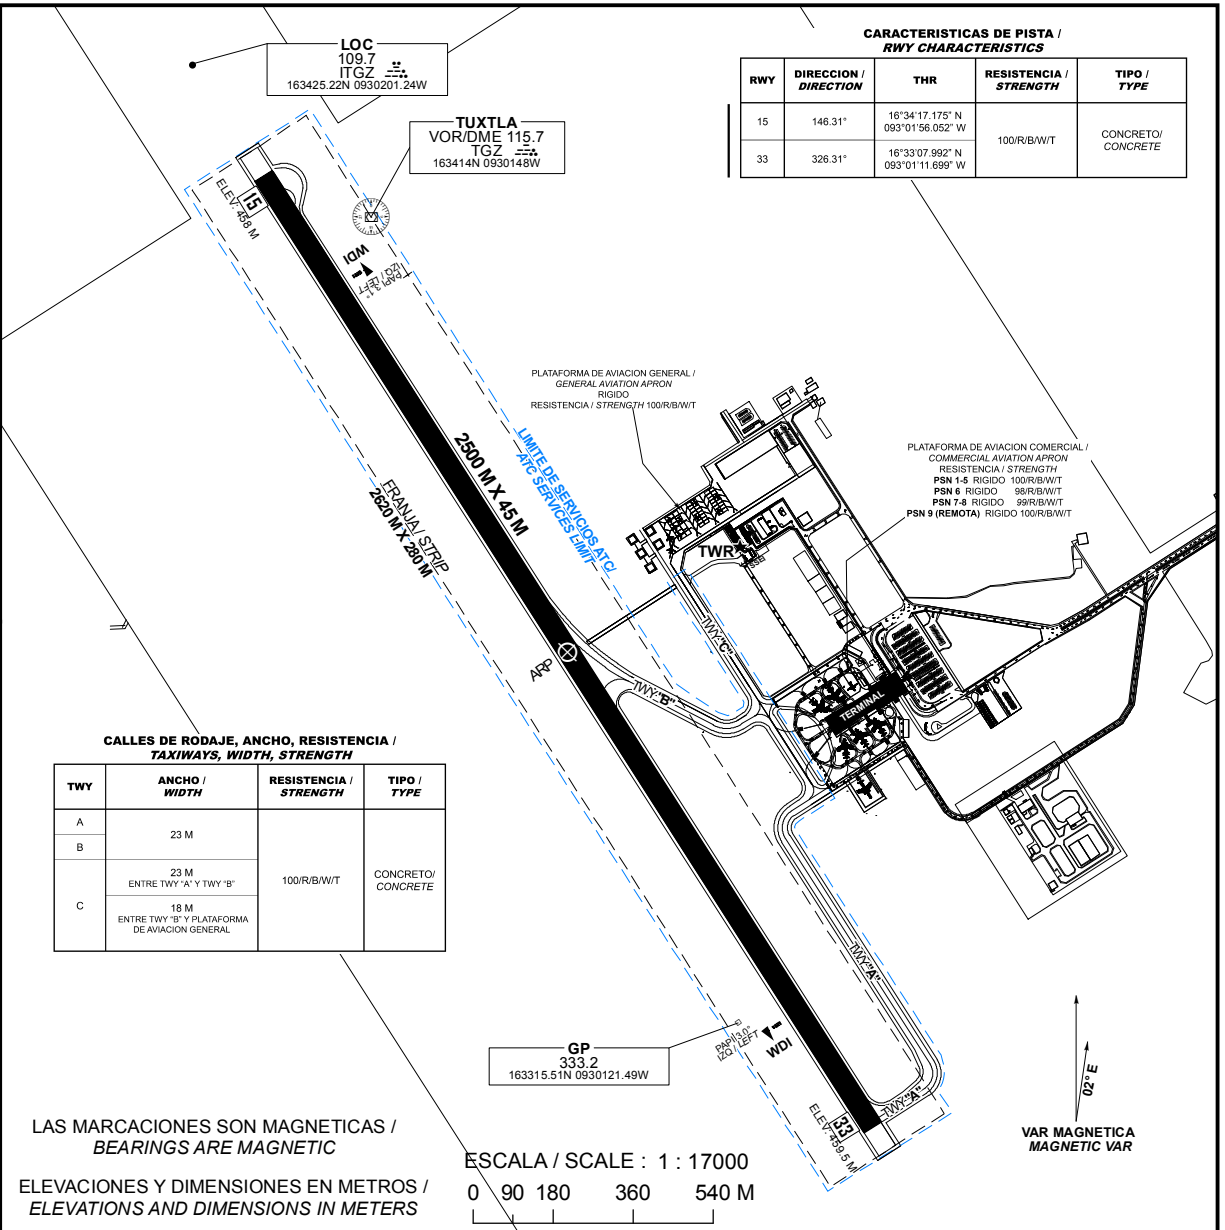 LOC
109.7
ITGZ
163425.22N 0930201.24W
TUXTLA
VOR/DME 115.7
TGZ
163414N 0930148W
CARACTERISTICAS DE PISTA /
RWY CHARACTERISTICS
RWY
DIRECCION /
DIRECTION
THR
RESISTENCIA /
STRENGTH
TIPO /
TYPE
15
146.31°
16°34'17.175" N
093°01'56.052" W
33
326.31°
16°33'07.992" N
093°01'11.699" W
100/R/B/W/T
CONCRETO/
CONCRETE
15
ELEV: 458 M
WDI
PAPI 3.1°
IZQ / LEFT
PLATAFORMA DE AVIACION GENERAL /
GENERAL AVIATION APRON
RIGIDO
RESISTENCIA / STRENGTH 100/R/B/W/T
PLATAFORMA DE AVIACION COMERCIAL /
COMMERCIAL AVIATION APRON
RESISTENCIA / STRENGTH
PSN 1-5 RIGIDO 100/R/B/W/T
PSN 6 RIGIDO 98/R/B/W/T
PSN 7-8 RIGIDO 99/R/B/W/T
PSN 9 (REMOTA) RIGIDO 100/R/B/W/T
2500 M X 45 M
LIMITE DE SERVICIOS ATC/
ATC SERVICES LIMIT
FRANJA / STRIP
2620 M X 280 M
TWR
TWY "C"
ARP
TWY "B"
TERMINAL
CALLES DE RODAJE, ANCHO, RESISTENCIA /
TAXIWAYS, WIDTH, STRENGTH
TWY
ANCHO /
WIDTH
RESISTENCIA /
STRENGTH
TIPO /
TYPE
A
B
23 M
C
23 M
ENTRE TWY "A" Y TWY "B"
18 M
ENTRE TWY "B" Y PLATAFORMA
DE AVIACION GENERAL
100/R/B/W/T
CONCRETO/
CONCRETE
TWY "A"
GP
333.2
163315.51N 0930121.49W
PAPI 3.0°
IZQ / LEFT
WDI
TWY "A"
33
ELEV: 459.5 M
02° E
VAR MAGNETICA
MAGNETIC VAR
LAS MARCACIONES SON MAGNETICAS /
BEARINGS ARE MAGNETIC
ELEVACIONES Y DIMENSIONES EN METROS /
ELEVATIONS AND DIMENSIONS IN METERS
ESCALA / SCALE : 1 : 17000
0 90 180 360 540 M